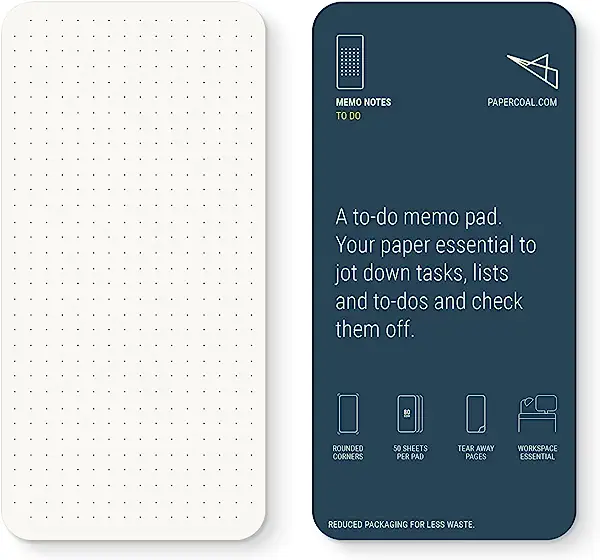 MEMO NOTES
TO DO
PAPERCOAL.COM
A to-do memo pad.
Your paper essential to
jot down tasks, lists
and to-dos and check
them off.
80
ROUNDED
CORNERS
50 SHEETS
PER PAD
TEAR AWAY
PAGES
WORKSPACE
ESSENTIAL
REDUCED PACKAGING FOR LESS WASTE.